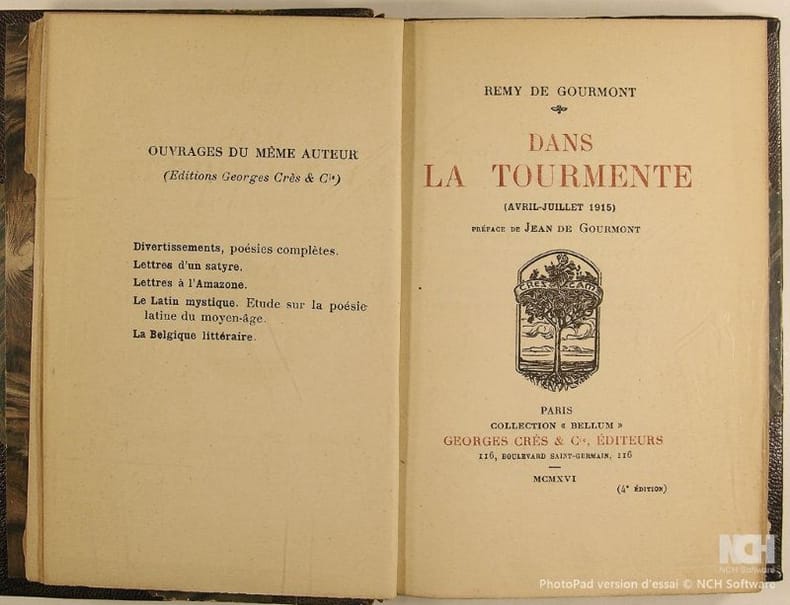 OUVRAGES DU MÊME AUTEUR
(Editions Georges Crès & Cie)
Divertissements, poésies complètes.
Lettres d'un satyre.
Lettres à l'Amazone.
Le Latin mystique. Etude sur la poésie
latine du moyen-âge.
La Belgique littéraire.
REMY DE GOURMONT
DANS
LA TOURMENTE
(AVRIL-JUILLET 1915)
PRÉFACE DE JEAN DE GOURMONT
PARIS
COLLECTION « BELLUM »
GEORGES CRÈS & Cie, ÉDITEURS
116, BOULEVARD SAINT-GERMAIN, 116
MCMXVI
(4e ÉDITION)
NCH
NCH Software
PhotoPad version d'essai © NCH Software